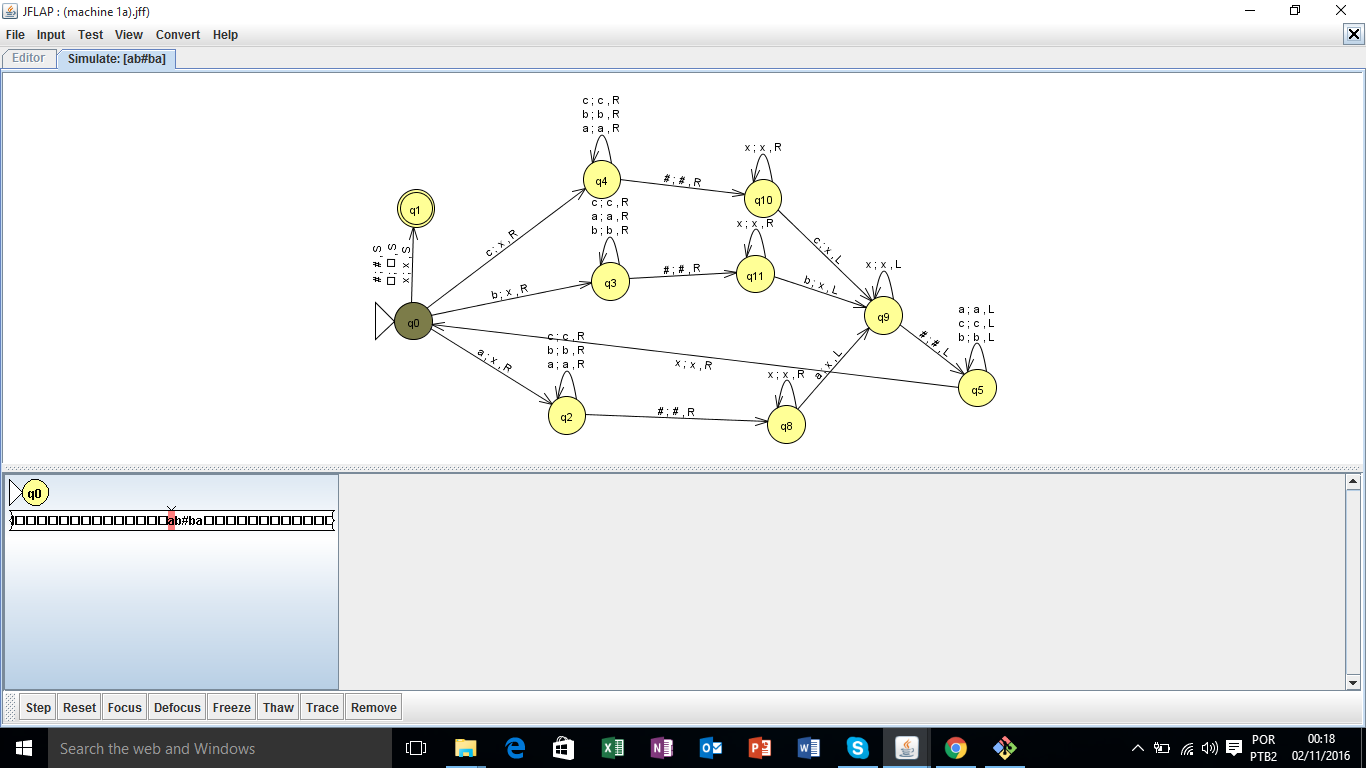 JFLAP : (machine 1a).jff)
File Input Test View Convert Help
Editor Simulate: [ab#ba]
c ; c , R
b ; b , R
a ; a , R
q4
# ; # , R
x ; x , R
q10
q1
# ; # , S
□ ; □ , S
x ; x , S
c ; x , R
c ; c , R
a ; a , R
b ; b , R
q3
# ; # , R
x ; x , R
q11
c ; x , L
b ; x , L
x ; x , L
q9
b ; x , R
q0
a ; x , R
c ; c , R
b ; b , R
a ; a , R
q2
# ; # , R
x ; x , R
x ; x , R
q8
a ; x , L
# ; # , L
a ; a , L
c ; c , L
b ; b , L
q5
q0
ab#ba
Step Reset Focus Defocus Freeze Thaw Trace Remove
Search the web and Windows
POR
PTB2
00:18
02/11/2016